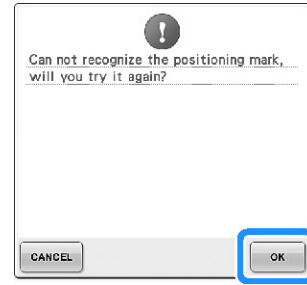 Can not recognize the positioning mark,
will you try it again?
CANCEL
OK